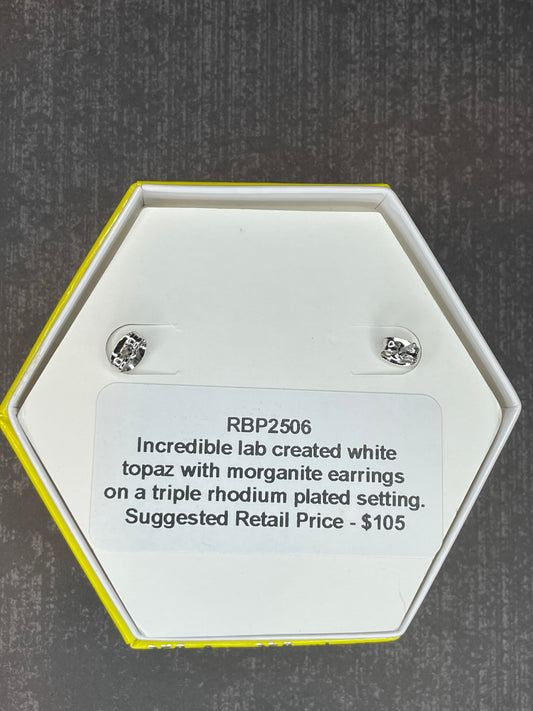 RBP2506
Incredible lab created white
topaz with morganite earrings
on a triple rhodium plated setting.
Suggested Retail Price - $105